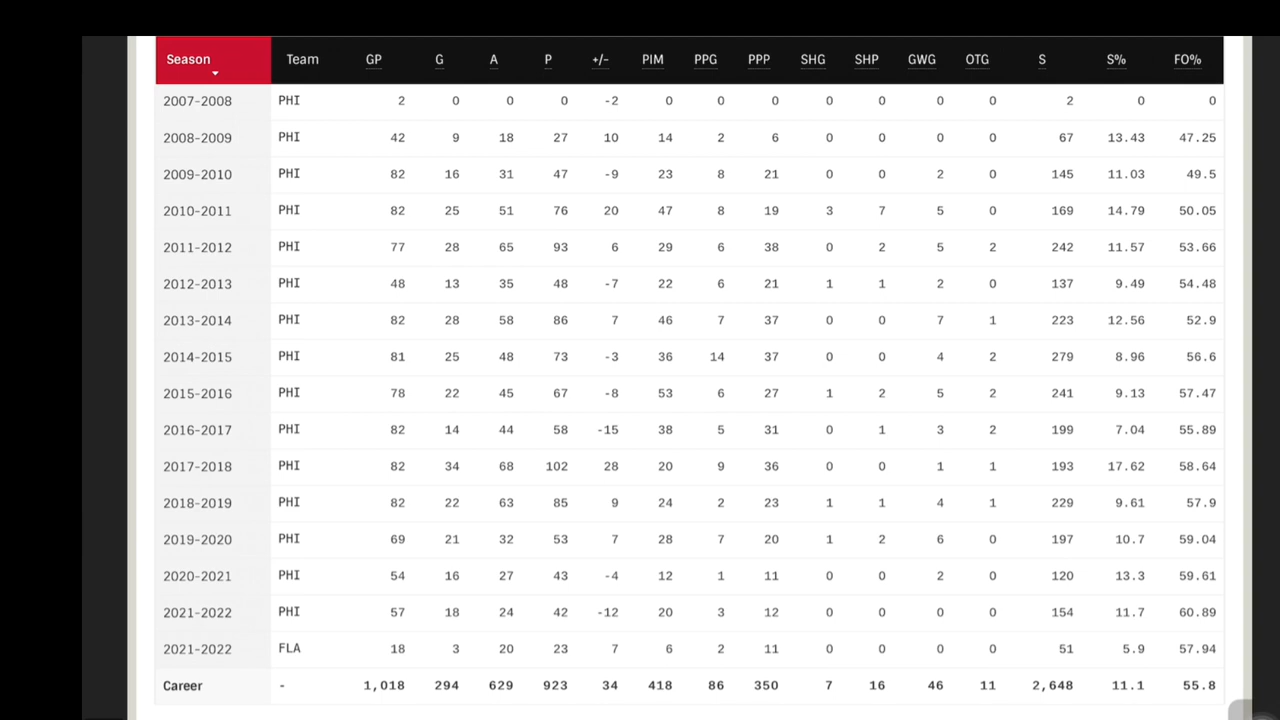 Season Team GP G A P +/- PIM PPG PPP SHG SHP GWG OTG S S% FO%
2007-2008 PHI 2 0 0 0 -2 0 0 0 0 0 0 0 2 0 0
2008-2009 PHI 42 9 18 27 10 14 2 6 0 0 0 0 67 13.43 47.25
2009-2010 PHI 82 16 31 47 -9 23 8 21 0 0 2 0 145 11.03 49.5
2010-2011 PHI 82 25 51 76 20 47 8 19 3 7 5 0 169 14.79 50.05
2011-2012 PHI 77 28 65 93 6 29 6 38 0 2 5 2 242 11.57 53.66
2012-2013 PHI 48 13 35 48 -7 22 6 21 1 1 2 0 137 9.49 54.48
2013-2014 PHI 82 28 58 86 7 46 7 37 0 0 7 1 223 12.56 52.9
2014-2015 PHI 81 25 48 73 -3 36 14 37 0 0 4 2 279 8.96 56.6
2015-2016 PHI 78 22 45 67 -8 53 6 27 1 2 5 2 241 9.13 57.47
2016-2017 PHI 82 14 44 58 -15 38 5 31 0 1 3 2 199 7.04 55.89
2017-2018 PHI 82 34 68 102 28 20 9 36 0 0 1 1 193 17.62 58.64
2018-2019 PHI 82 22 63 85 9 24 2 23 1 1 4 1 229 9.61 57.9
2019-2020 PHI 69 21 32 53 7 28 7 20 1 2 6 0 197 10.7 59.04
2020-2021 PHI 54 16 27 43 -4 12 1 11 0 0 2 0 120 13.3 59.61
2021-2022 PHI 57 18 24 42 -12 20 3 12 0 0 0 0 154 11.7 60.89
2021-2022 FLA 18 3 20 23 7 6 2 11 0 0 0 0 51 5.9 57.94
Career - 1,018 294 629 923 34 418 86 350 7 16 46 11 2,648 11.1 55.8